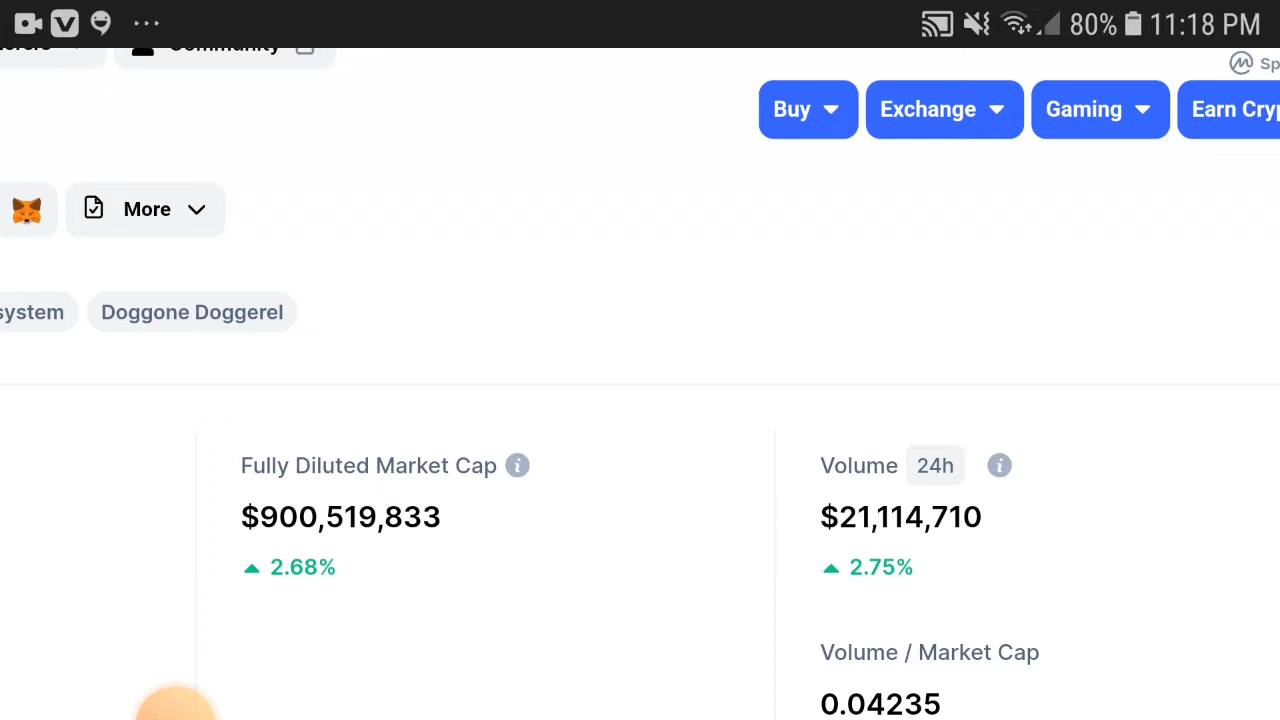 80% 11:18 PM
Community
Sp
Buy Exchange Gaming Earn Cryp
More
system Doggone Doggerel
Fully Diluted Market Cap Volume 24h
$900,519,833 $21,114,710
2.68% 2.75%
Volume / Market Cap
0.04235